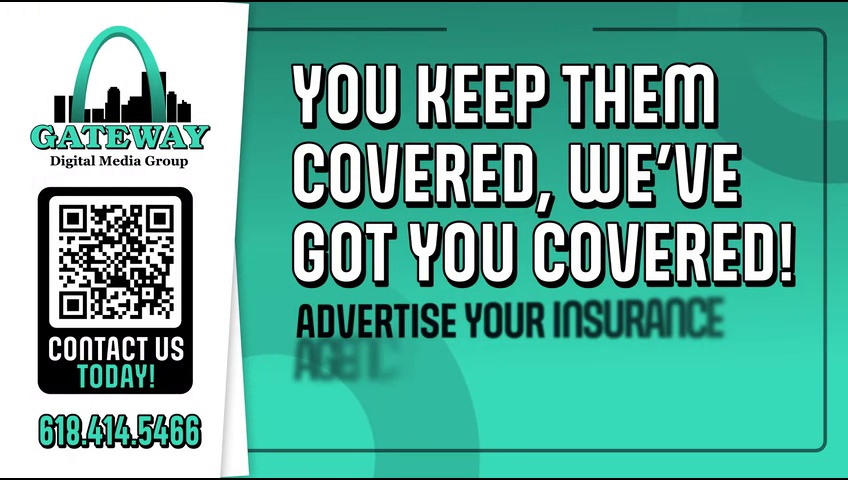 GATEWAY
Digital Media Group
CONTACT US
TODAY!
618.414.5466
YOU KEEP THEM
COVERED, WE'VE
GOT YOU COVERED!
ADVERTISE YOUR INSURANCE